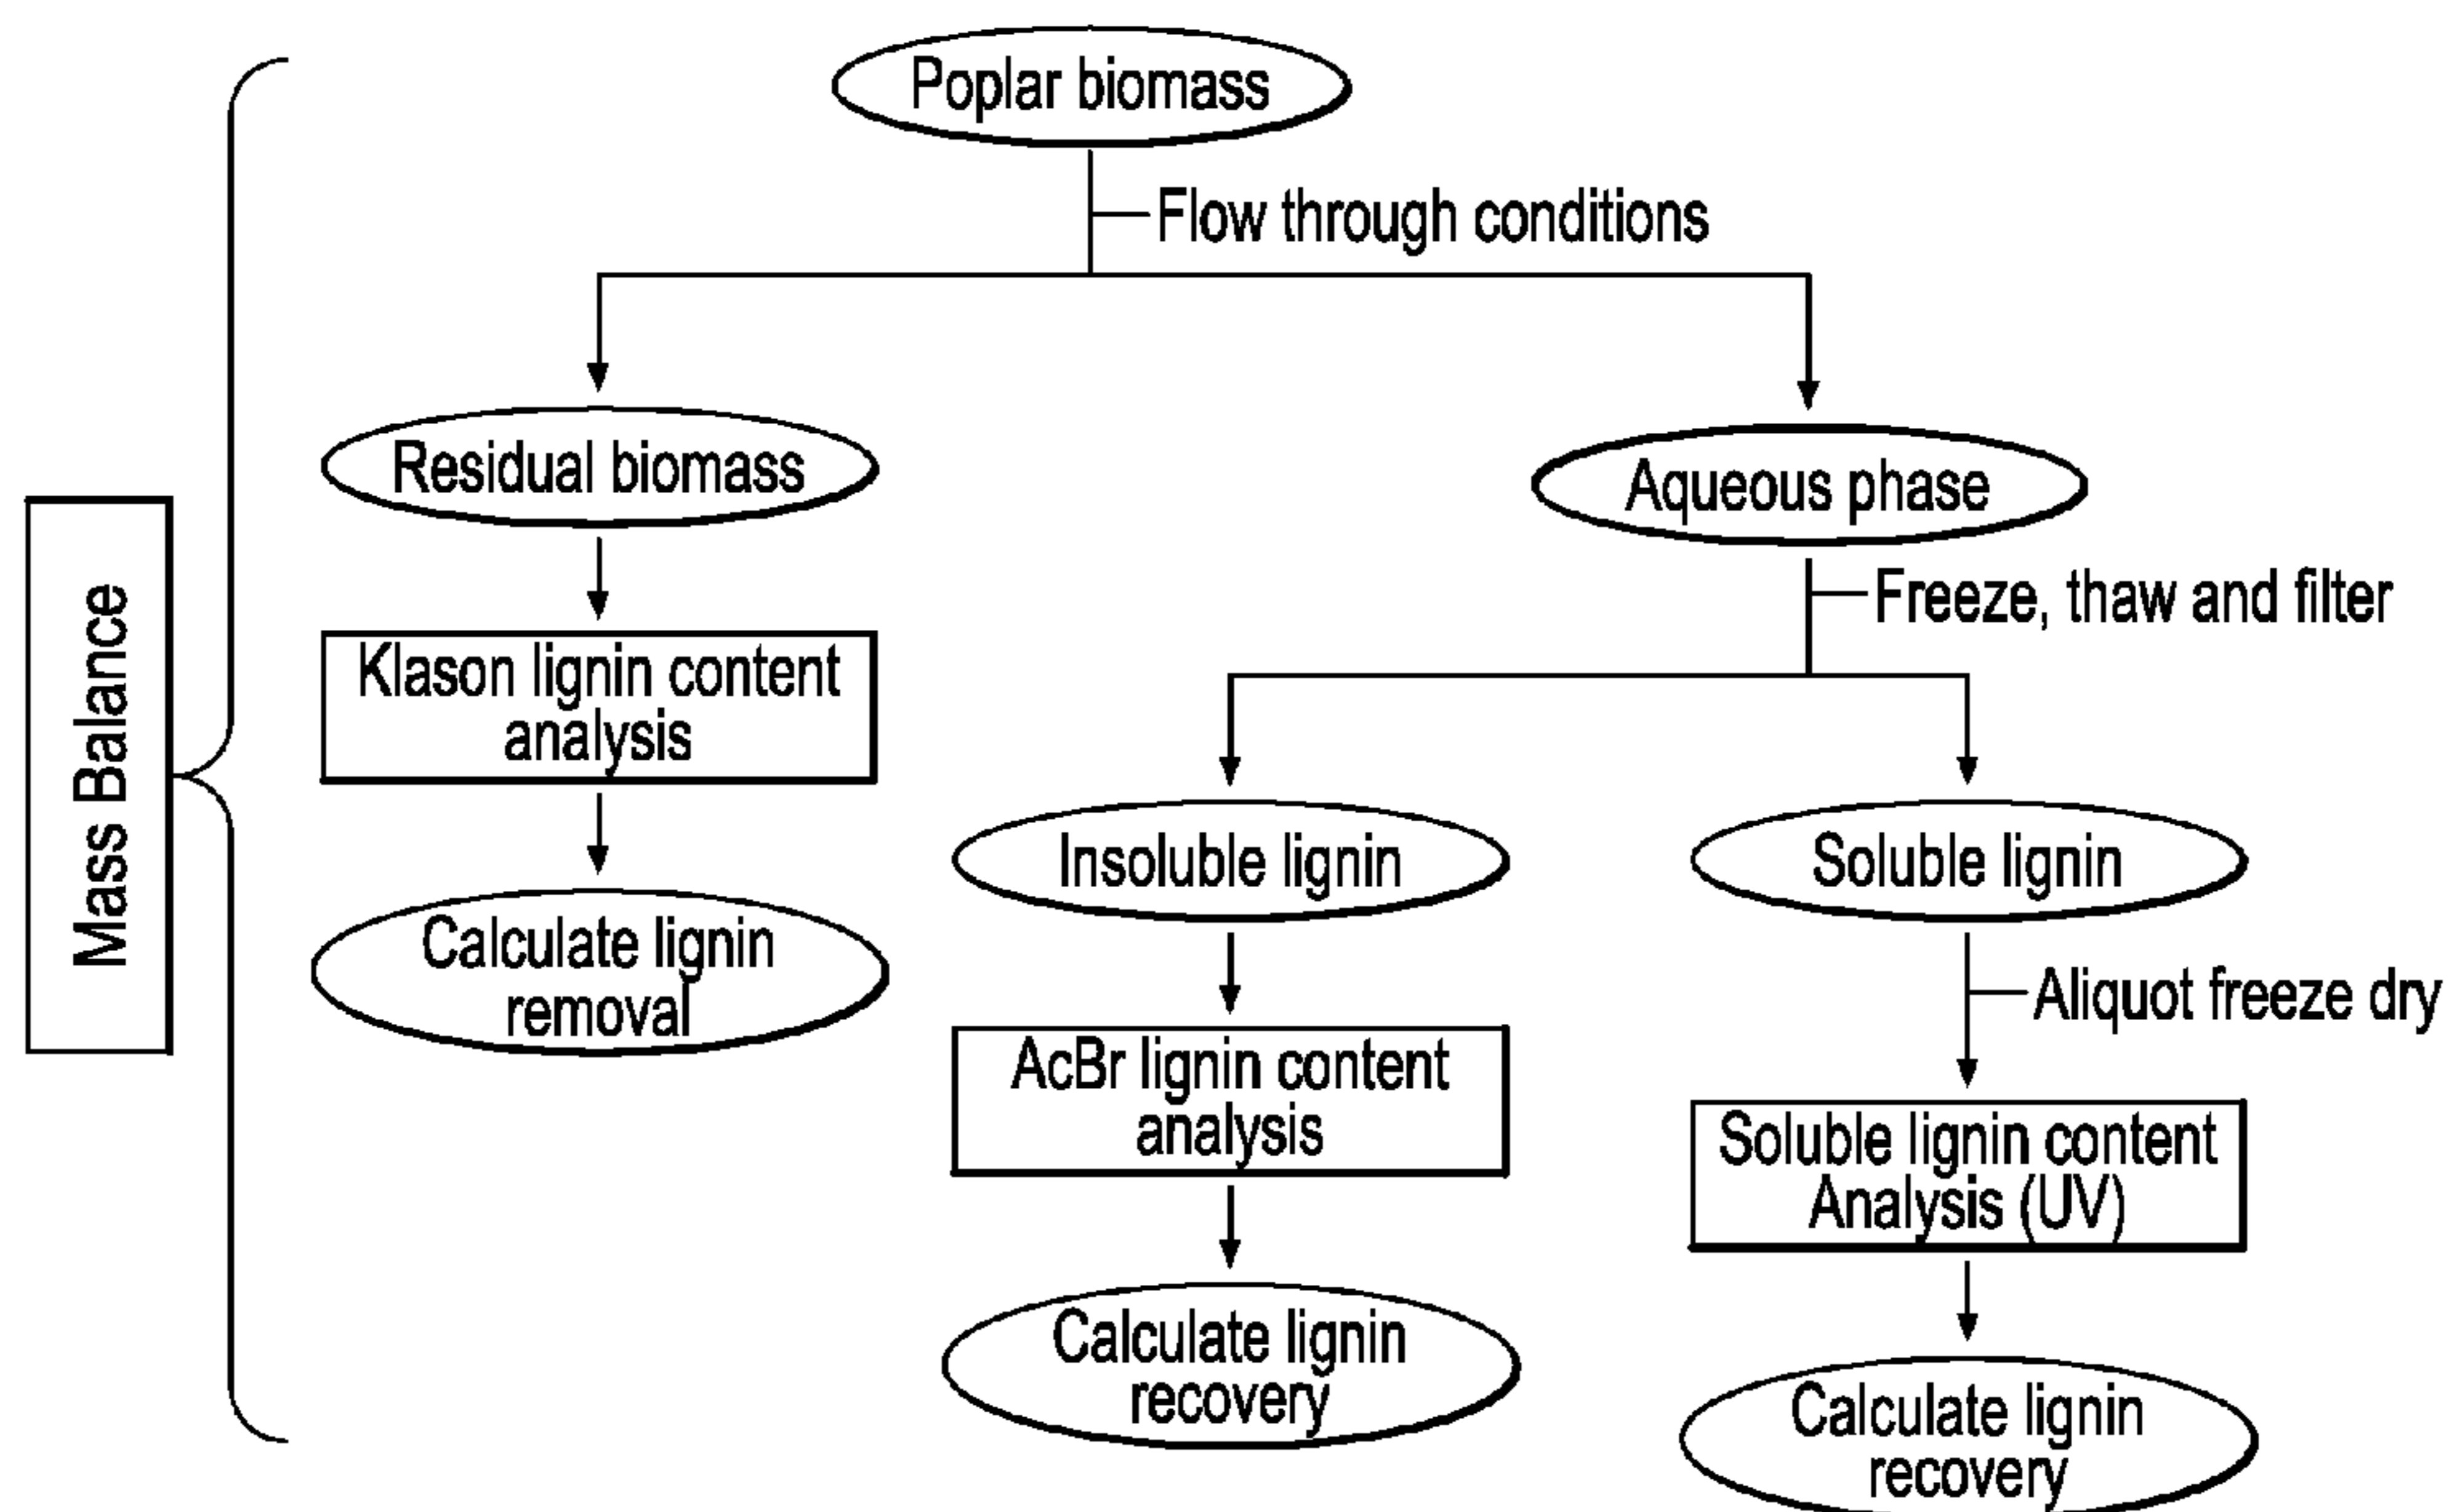 Mass Balance
Poplar biomass
Flow through conditions
Residual biomass
Klason lignin content
analysis
Calculate lignin
removal
Aqueous phase
Freeze, thaw and filter
Insoluble lignin
AcBr lignin content
analysis
Calculate lignin
recovery
Soluble lignin
Aliquot freeze dry
Soluble lignin content
Analysis (UV)
Calculate lignin
recovery